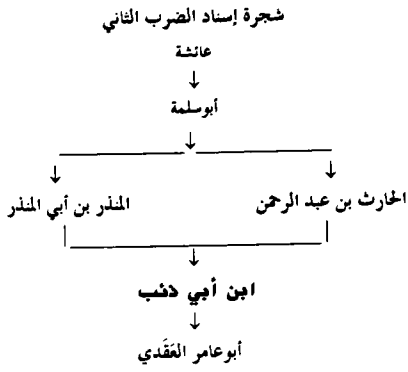 شجرة إسناد الضرب الثاني
عائشة
أبوسلمة
الحارث بن عبد الرحمن
المنذر بن أبي المنذر
ابن أبي ذئب
أبوعامر العَقَدي